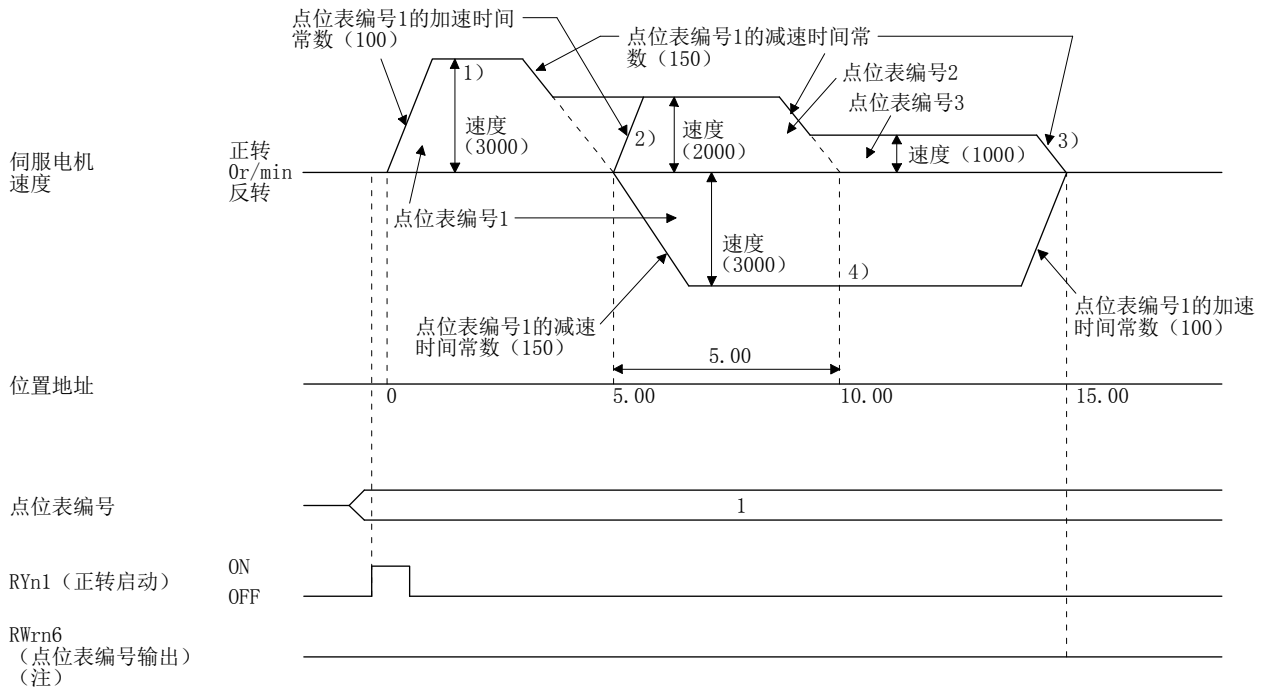 点位表编号1的加速时间
常数（100）
点位表编号1的减速时间常
数（150）
点位表编号2
点位表编号3
1）
2）
3）
速度
（3000）
速度
（2000）
速度（1000）
伺服电机
速度
正转
0r/min
反转
点位表编号1
速度
（3000）
4）
点位表编号1的减速
时间常数（150）
点位表编号1的加速
时间常数（100）
5.00
位置地址
0
5.00
10.00
15.00
点位表编号
1
RYn1（正转启动）
ON
OFF
RWrn6
（点位表编号输出）
（注）